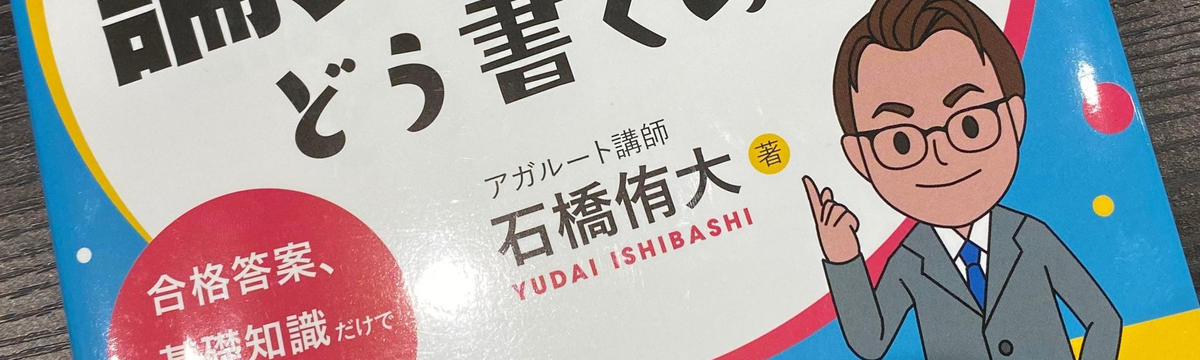 どう書く
アガルート講師
石橋侑大 著
YUDAI ISHIBASHI
合格答案、
基礎知識だけで